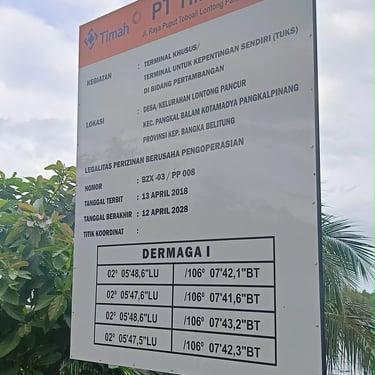 Timah
PT TI
Jl. Raya Puput Toboali Lontong Pa
KEGIATAN : TERMINAL KHUSUS/
TERMINAL UNTUK KEPENTINGAN SENDIRI (TUKS)
DI BIDANG PERTAMBANGAN
LOKASI : DESA/KELURAHAN LONTONG PANCUR
KEC. PANGKAL BALAM KOTAMADYA PANGKALPINANG
PROVINSI KEP. BANGKA BELITUNG
LEGALITAS PERIZINAN BERUSAHA PENGOPERASIAN
NOMOR : BZX -03 / PP 008
TANGGAL TERBIT : 13 APRIL 2018
TANGGAL BERAKHIR : 12 APRIL 2028
TITIK KOORDINAT :
DERMAGA I
02° 05'48,6"LU /106° 07'42,1"BT
02° 05'47,6"LU /106° 07'41,6"BT
02° 05'48,6"LU /106° 07'43,2"BT
02° 05'47,5"LU /106° 07'42,3"BT